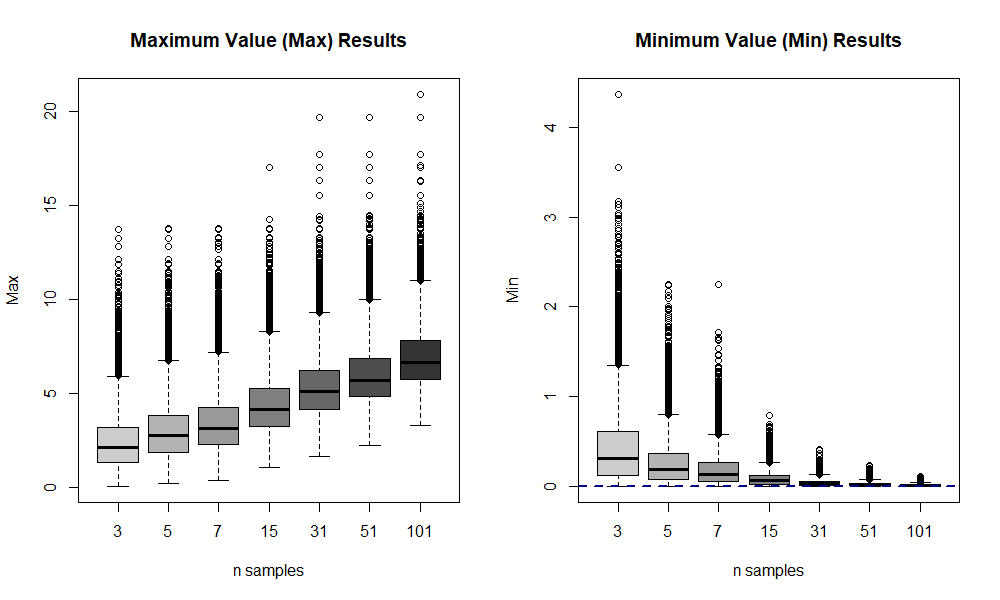 Maximum Value (Max) Results
Max
20
15
10
5
0
3 5 7 15 31 51 101
n samples
Minimum Value (Min) Results
Min
4
3
2
1
0
3 5 7 15 31 51 101
n samples